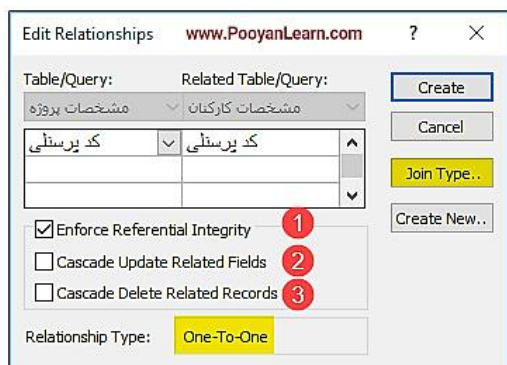 Edit Relationships www.PooyanLearn.com ? ×
Table/Query: Related Table/Query:
مشخصات پروژه مشخصات کارکنان
Create
کد پرسنلی کد پرسنلی
Cancel
Join Type..
Create New..
Enforce Referential Integrity 1
Cascade Update Related Fields 2
Cascade Delete Related Records 3
Relationship Type: One-To-One